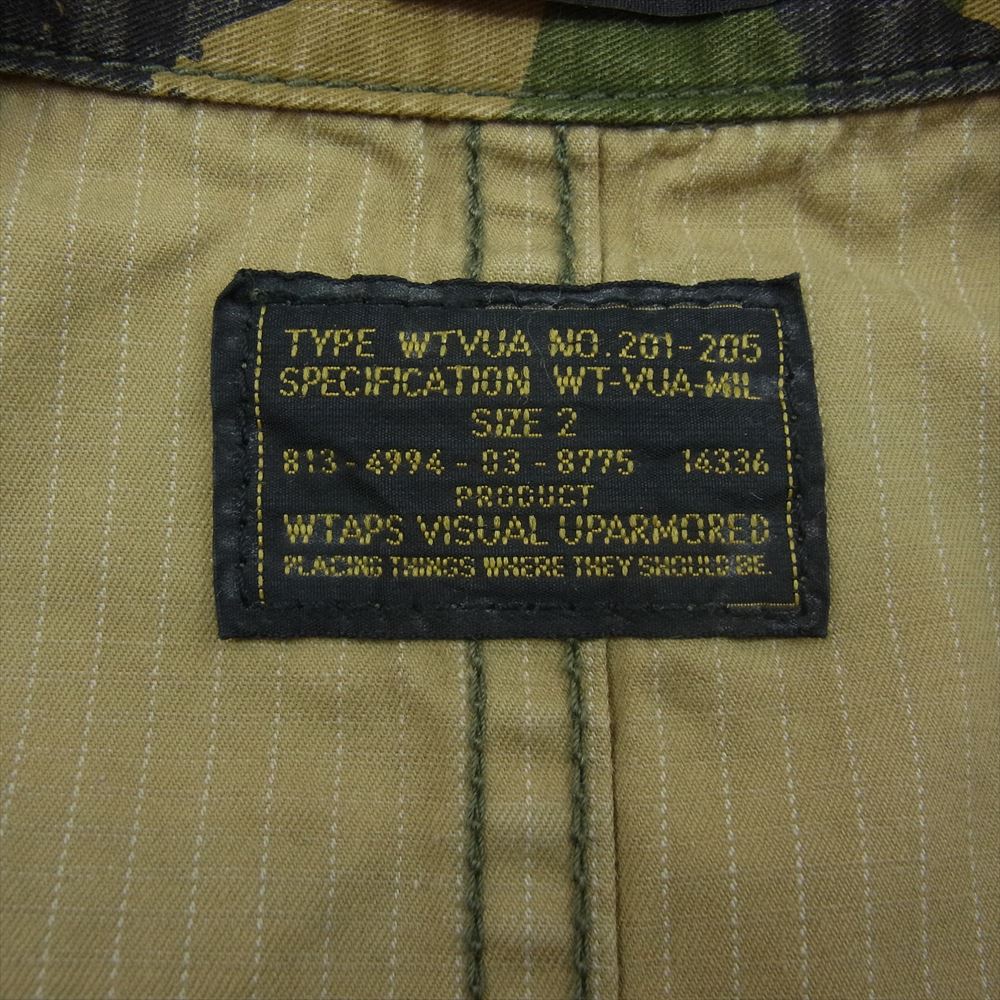 TYPE WTVUA NO.201-205
SPECIFICATION WT-VUA-MIL
SIZE 2
813-4994-03-8775 14336
PRODUCT
WTAPS VISUAL UPARMORED
PLACING THINGS WHERE THEY SHOULD BE.